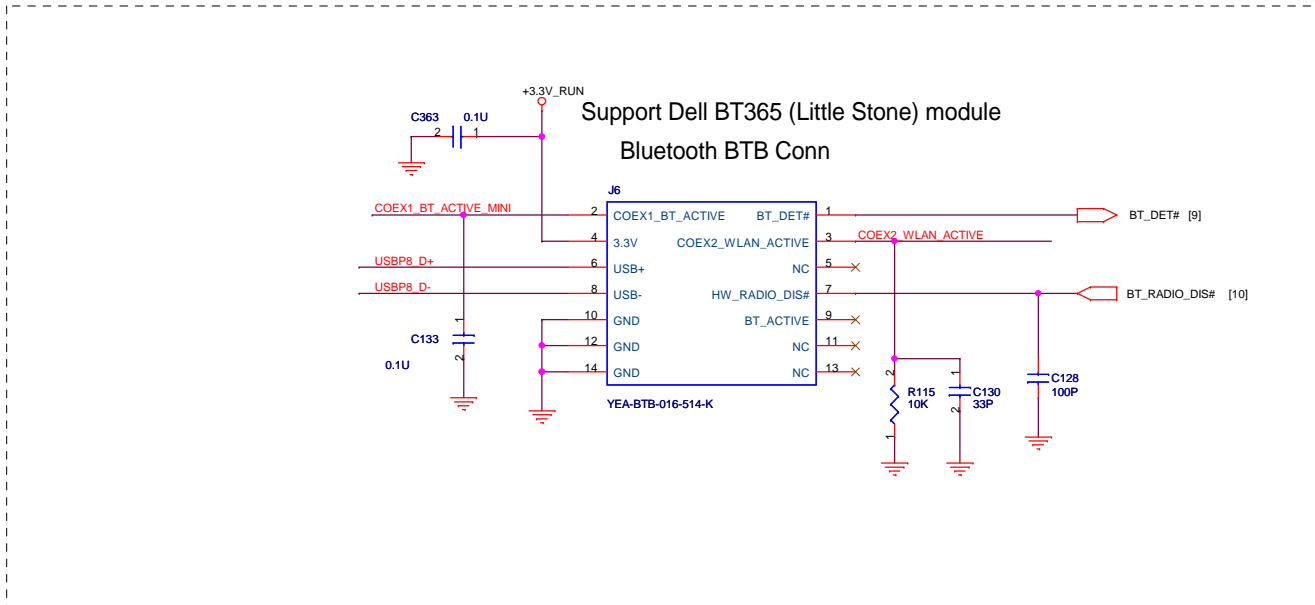 +3.3V_RUN
Support Dell BT365 (Little Stone) module
Bluetooth BTB Conn
C363 0.1U
2 1
J6
COEX1_BT_ACTIVE_MINI 2 COEX1_BT_ACTIVE BT_DET# 1 BT_DET# [9]
4 3.3V COEX2_WLAN_ACTIVE 3 COEX2_WLAN_ACTIVE
USBP8_D+ 6 USB+ NC 5
USBP8_D- 8 USB- HW_RADIO_DIS# 7 BT_RADIO_DIS# [10]
10 GND BT_ACTIVE 9
12 GND NC 11
14 GND NC 13
YEA-BTB-016-514-K
1
C133
2
0.1U
2
R115
10K
1
1
C130
33P
2
C128
100P